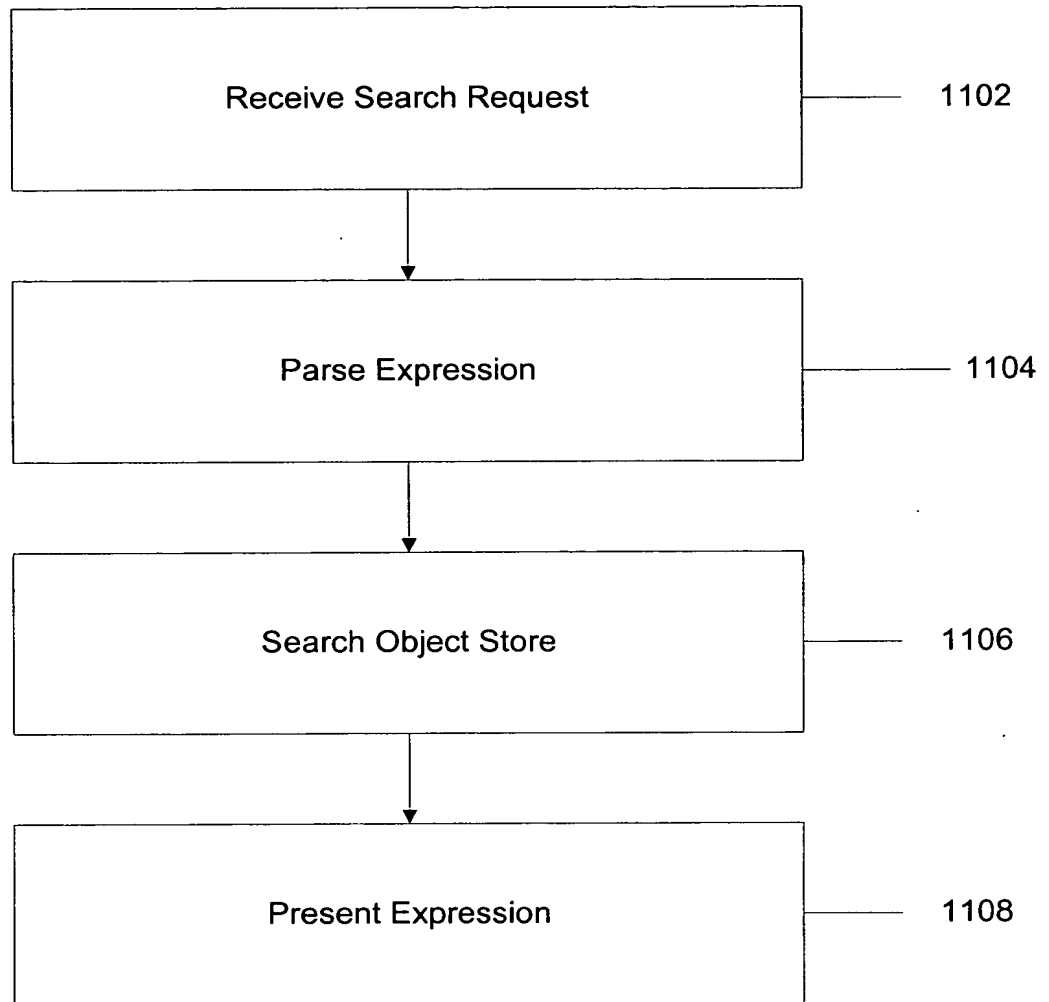 Receive Search Request
1102
Parse Expression
1104
Search Object Store
1106
Present Expression
1108